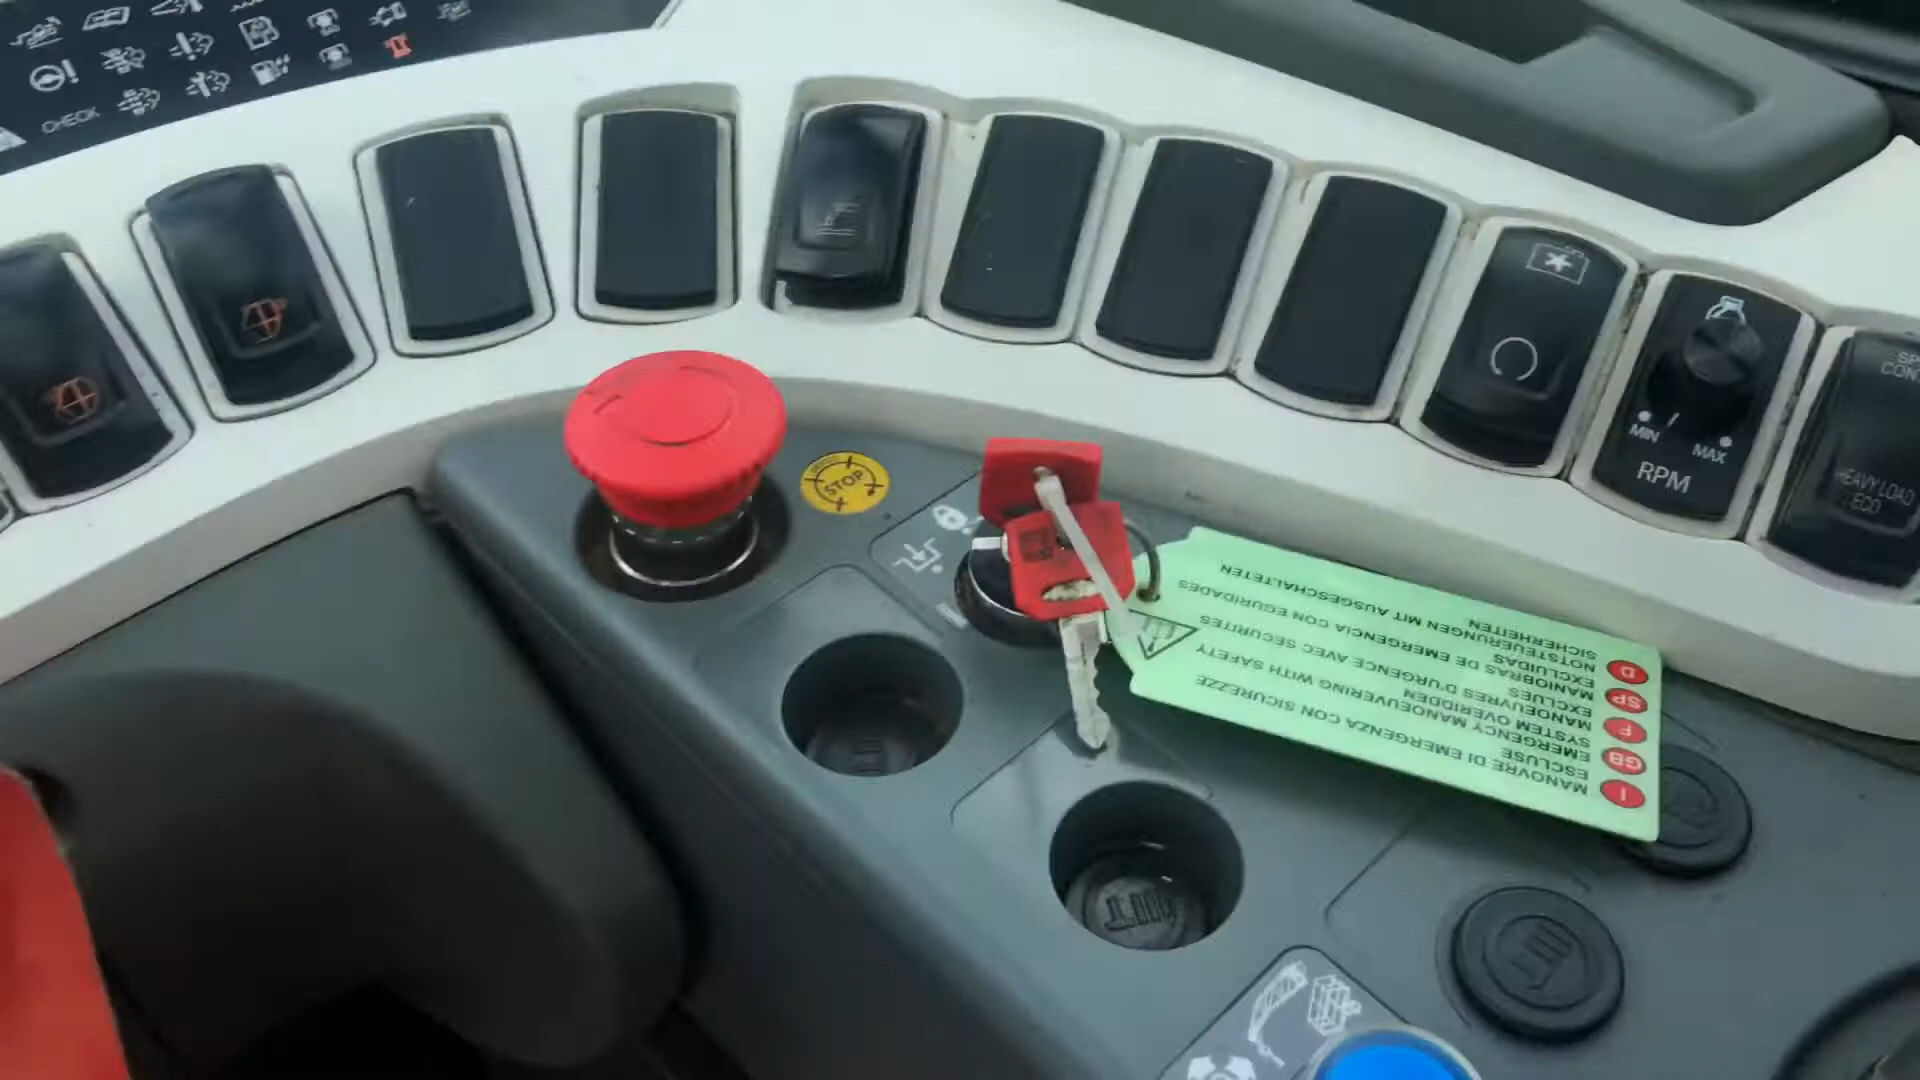 CHECK
STOP
MIN
MAX
RPM
HEAVY LOAD
ECO
I MANOVRE DI EMERGENZA CON SICUREZZE
ESCLUSE
GB EMERGENCY MANOEUVERING WITH SAFETY
SYSTEM OVERIDDEN
F MANOEUVRES D'URGENCE AVEC SECURITES
EXCLUES
SP MANIOBRAS DE EMERGENCIA CON EGURIDADES
EXCLUIDAS
D NOTSTEUERUNGEN MIT AUSGESCHALTETEN
SICHERHEITEN